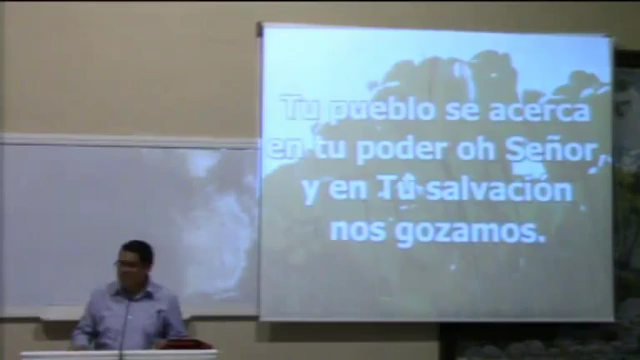 Tu pueblo se acerca
en tu poder oh Señor,
y en Tú salvación
nos gozamos.